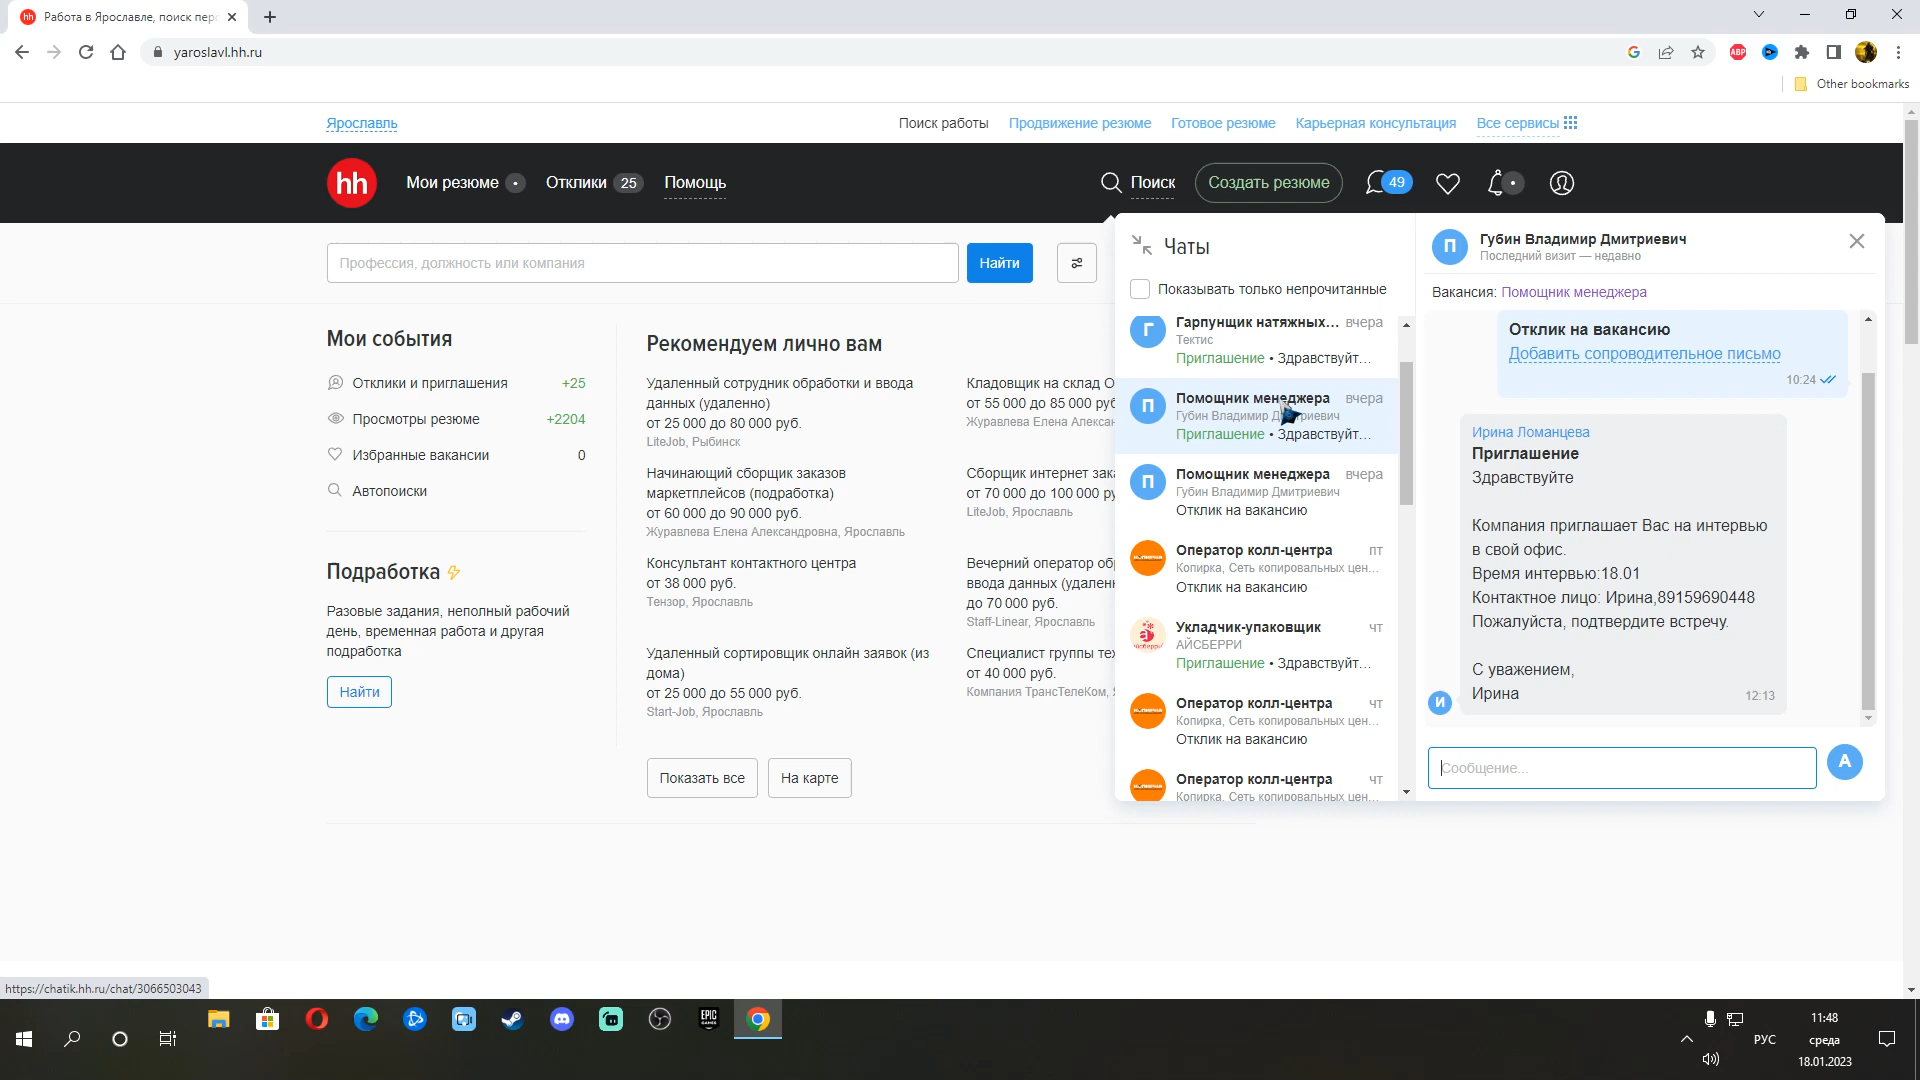 Работа в Ярославле, поиск перс
yaroslavl.hh.ru
ABP
Other bookmarks
Ярославль
Поиск работы
Продвижение резюме
Готовое резюме
Карьерная консультация
Все сервисы
hh
Мои резюме
Отклики 25
Помощь
Поиск
Создать резюме
49
Профессия, должность или компания
Найти
Мои события
Отклики и приглашения +25
Просмотры резюме +2204
Избранные вакансии 0
Автопоиски
Подработка
Разовые задания, неполный рабочий
день, временная работа и другая
подработка
Найти
Рекомендуем лично вам
Удаленный сотрудник обработки и ввода
данных (удаленно)
от 25 000 до 80 000 руб.
LiteJob, Рыбинск
Начинающий сборщик заказов
маркетплейсов (подработка)
от 60 000 до 90 000 руб.
Журавлева Елена Александровна, Ярославль
Консультант контактного центра
от 38 000 руб.
Тензор, Ярославль
Удаленный сортировщик онлайн заявок (из
дома)
от 25 000 до 55 000 руб.
Start-Job, Ярославль
Кладовщик на склад О
от 55 000 до 85 000 ру
Журавлева Елена Алексан
Сборщик интернет зака
от 70 000 до 100 000 ру
LiteJob, Ярославль
Вечерний оператор об
ввода данных (удален
до 70 000 руб.
Staff-Linear, Ярославль
Специалист группы те
от 40 000 руб.
Компания ТрансТелеКом,
Показать все
На карте
Чаты
Показывать только непрочитанные
Г
Гарпунщик натяжных... вчера
Тектис
Приглашение • Здравствуйт...
П
Помощник менеджера вчера
Губин Владимир Дмитриевич
Приглашение • Здравствуйт...
П
Помощник менеджера вчера
Губин Владимир Дмитриевич
Отклик на вакансию
Оператор колл-центра пт
Копирка, Сеть копировальных цен...
Отклик на вакансию
Укладчик-упаковщик чт
АЙСБЕРРИ
Приглашение • Здравствуйт...
Оператор колл-центра чт
Копирка, Сеть копировальных цен...
Отклик на вакансию
Оператор колл-центра чт
Копирка, Сеть копировальных цен...
П
Губин Владимир Дмитриевич
Последний визит — недавно
Вакансия: Помощник менеджера
Отклик на вакансию
Добавить сопроводительное письмо
10:24
Ирина Ломанцева
Приглашение
Здравствуйте
Компания приглашает Вас на интервью
в свой офис.
Время интервью:18.01
Контактное лицо: Ирина,89159690448
Пожалуйста, подтвердите встречу.
С уважением,
Ирина
12:13
И
Сообщение...
А
https://chatik.hh.ru/chat/3066503043
EPIC
GAMES
РУС
11:48
среда
18.01.2023